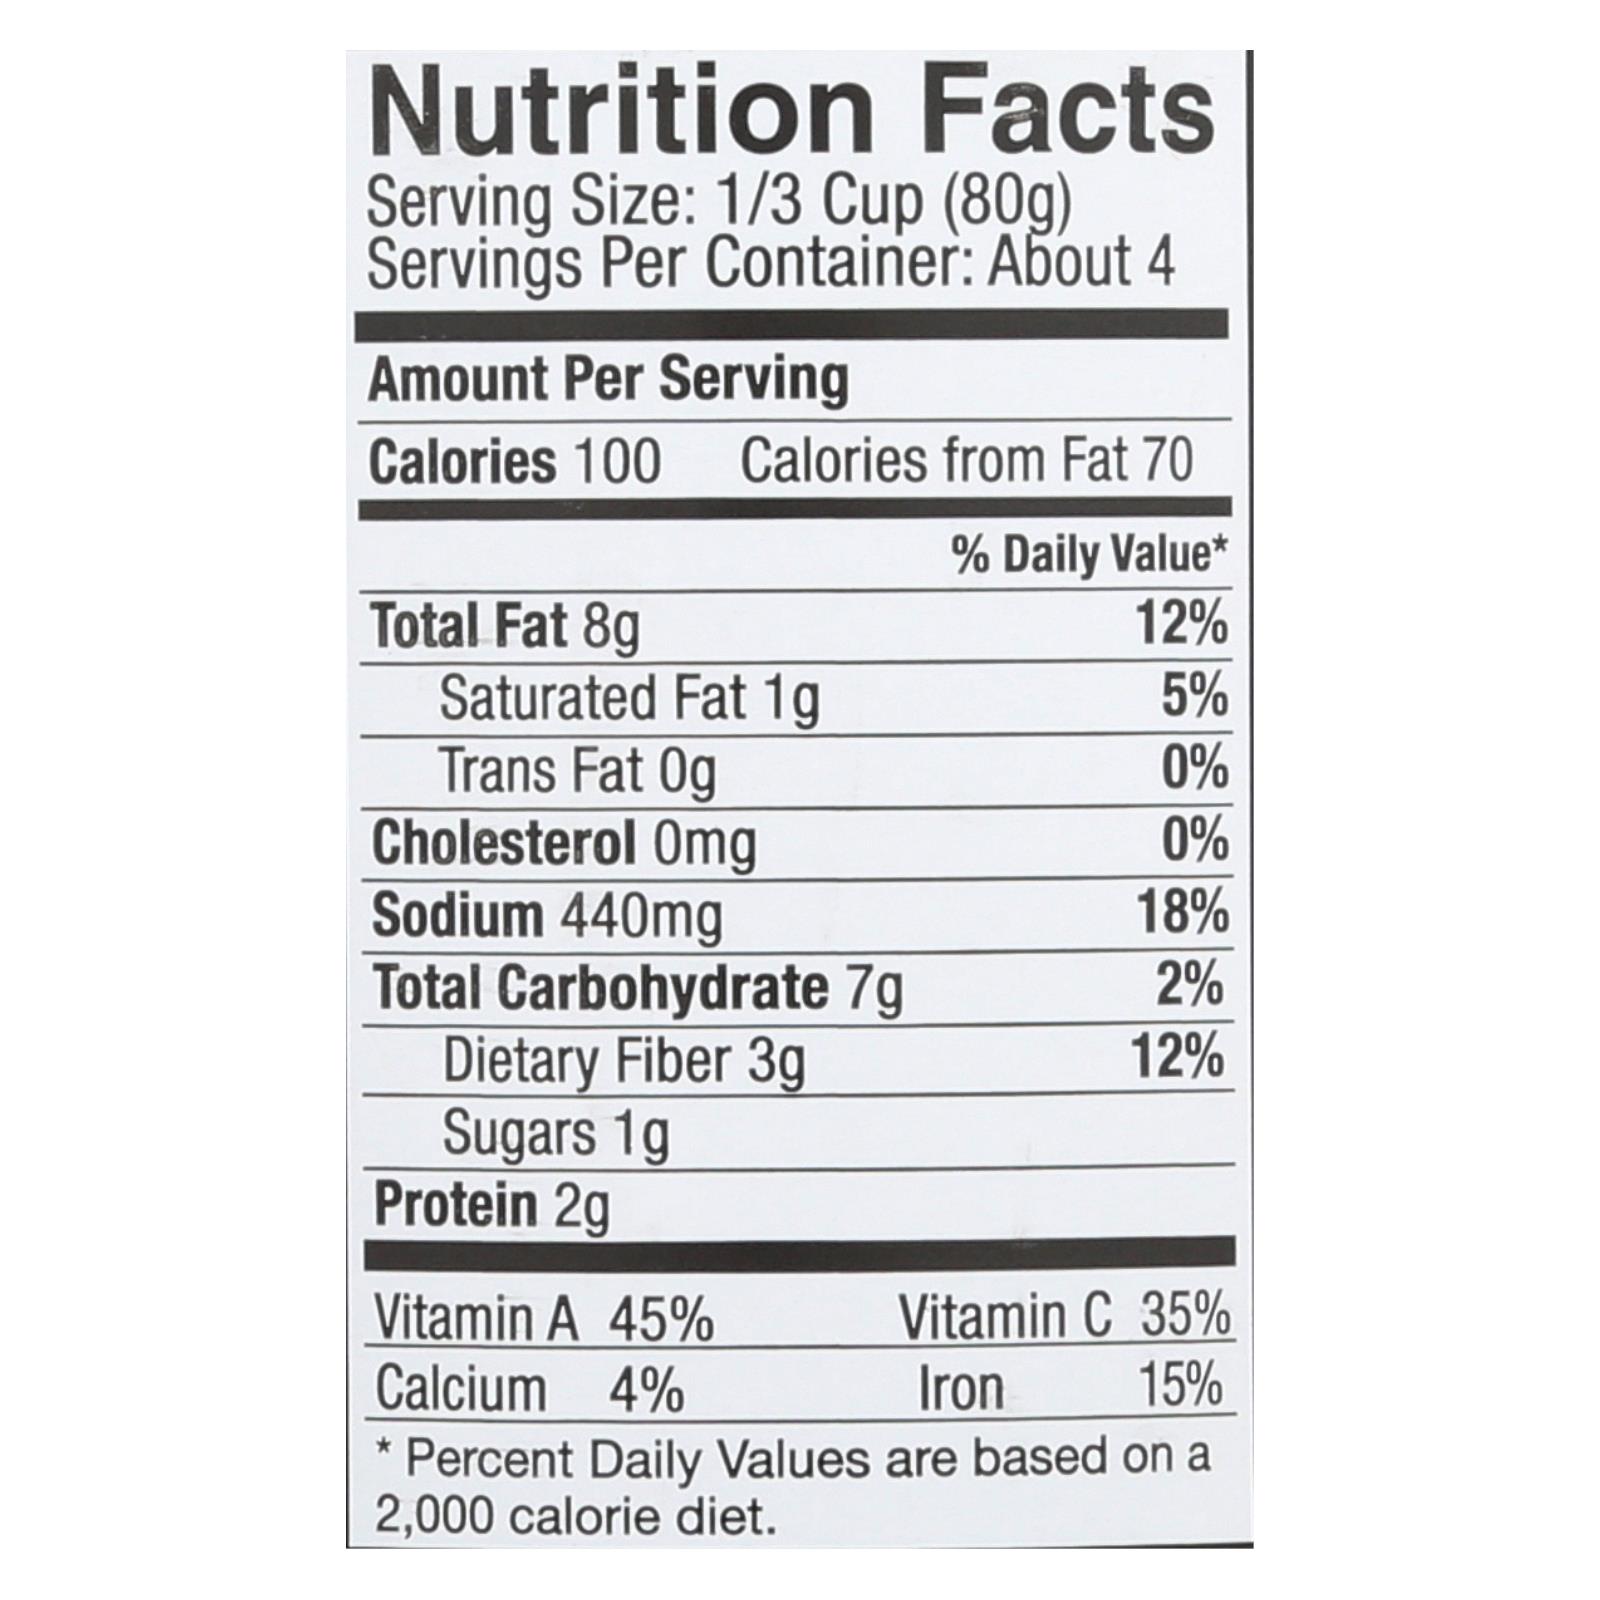 Nutrition Facts
Serving Size: 1/3 Cup (80g)
Servings Per Container: About 4
Amount Per Serving
Calories 100 Calories from Fat 70
% Daily Value*
Total Fat 8g 12%
Saturated Fat 1g 5%
Trans Fat 0g 0%
Cholesterol 0mg 0%
Sodium 440mg 18%
Total Carbohydrate 7g 2%
Dietary Fiber 3g 12%
Sugars 1g
Protein 2g
Vitamin A 45% Vitamin C 35%
Calcium 4% Iron 15%
* Percent Daily Values are based on a
2,000 calorie diet.